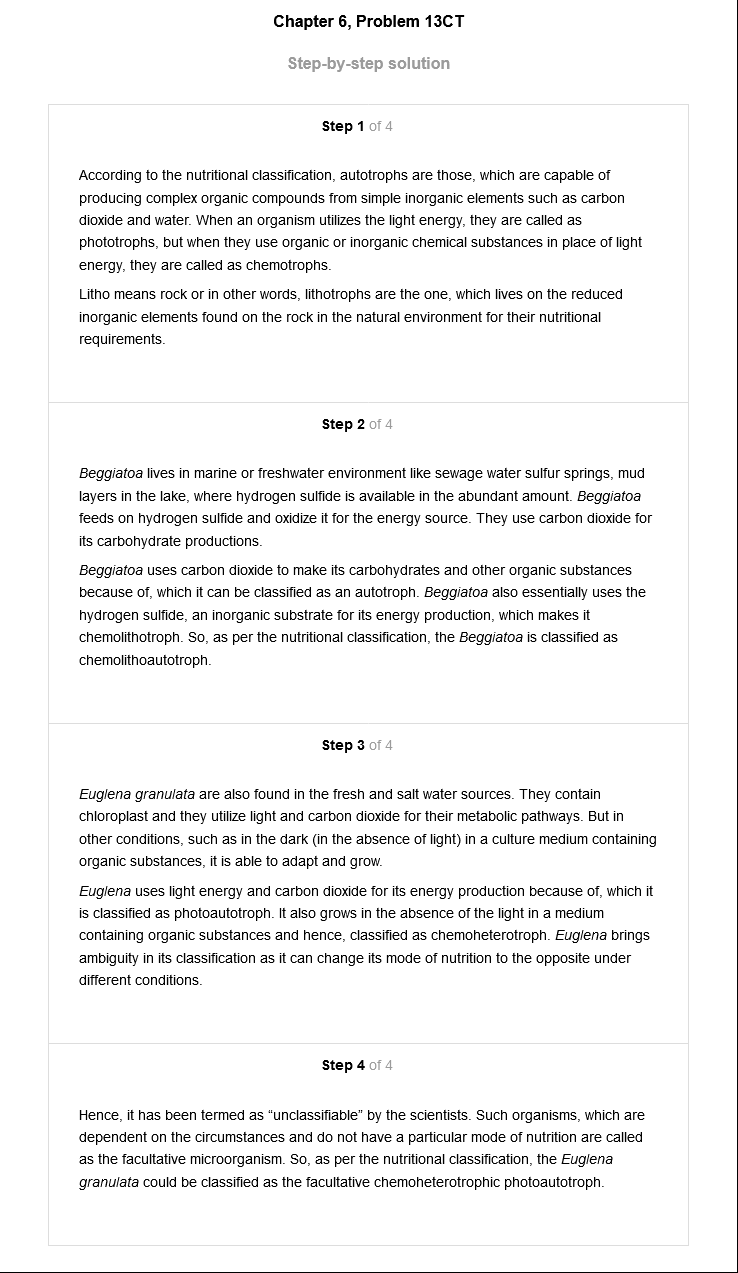 Chapter 6, Problem 13CT
Step-by-step solution
Step 1 of 4
According to the nutritional classification, autotrophs are those, which are capable of
producing complex organic compounds from simple inorganic elements such as carbon
dioxide and water. When an organism utilizes the light energy, they are called as
phototrophs, but when they use organic or inorganic chemical substances in place of light
energy, they are called as chemotrophs.
Litho means rock or in other words, lithotrophs are the one, which lives on the reduced
inorganic elements found on the rock in the natural environment for their nutritional
requirements.
Step 2 of 4
Beggiatoa lives in marine or freshwater environment like sewage water sulfur springs, mud
layers in the lake, where hydrogen sulfide is available in the abundant amount. Beggiatoa
feeds on hydrogen sulfide and oxidize it for the energy source. They use carbon dioxide for
its carbohydrate productions.
Beggiatoa uses carbon dioxide to make its carbohydrates and other organic substances
because of, which it can be classified as an autotroph. Beggiatoa also essentially uses the
hydrogen sulfide, an inorganic substrate for its energy production, which makes it
chemolithotroph. So, as per the nutritional classification, the Beggiatoa is classified as
chemolithoautotroph.
Step 3 of 4
Euglena granulata are also found in the fresh and salt water sources. They contain
chloroplast and they utilize light and carbon dioxide for their metabolic pathways. But in
other conditions, such as in the dark (in the absence of light) in a culture medium containing
organic substances, it is able to adapt and grow.
Euglena uses light energy and carbon dioxide for its energy production because of, which it
is classified as photoautotroph. It also grows in the absence of the light in a medium
containing organic substances and hence, classified as chemoheterotroph. Euglena brings
ambiguity in its classification as it can change its mode of nutrition to the opposite under
different conditions.
Step 4 of 4
Hence, it has been termed as “unclassifiable” by the scientists. Such organisms, which are
dependent on the circumstances and do not have a particular mode of nutrition are called
as the facultative microorganism. So, as per the nutritional classification, the Euglena
granulata could be classified as the facultative chemoheterotrophic photoautotroph.